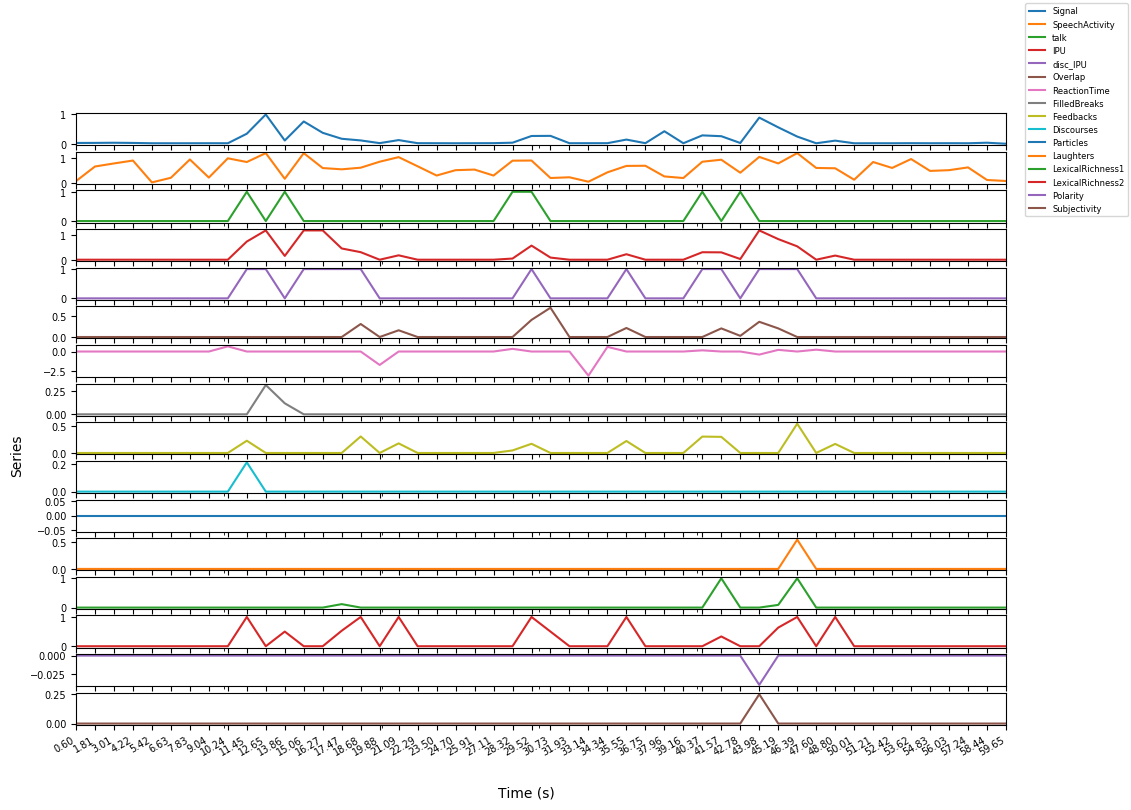 Signal
SpeechActivity
talk
IPU
disc_IPU
Overlap
ReactionTime
FilledBreaks
Feedbacks
Discourses
Particles
Laughters
LexicalRichness1
LexicalRichness2
Polarity
Subjectivity
1
0
1
0
1
0
1
0
1
0
0.5
0.0
0.0
−2.5
0.25
0.00
0.5
0.0
0.2
0.0
0.05
0.00
−0.05
0.5
0.0
1
0
1
0
0.000
−0.025
0.25
0.00
Series
0.60 1.81 3.01 4.22 5.42 6.63 7.83 9.04 10.24 11.45 12.65 13.86 15.06 16.27 17.47 18.68 19.88 21.09 22.29 23.50 24.70 25.91 27.11 28.32 29.52 30.73 31.93 33.14 34.34 35.55 36.75 37.96 39.16 40.37 41.57 42.78 43.98 45.19 46.39 47.60 48.80 50.01 51.21 52.42 53.62 54.83 56.03 57.24 58.44 59.65
Time (s)